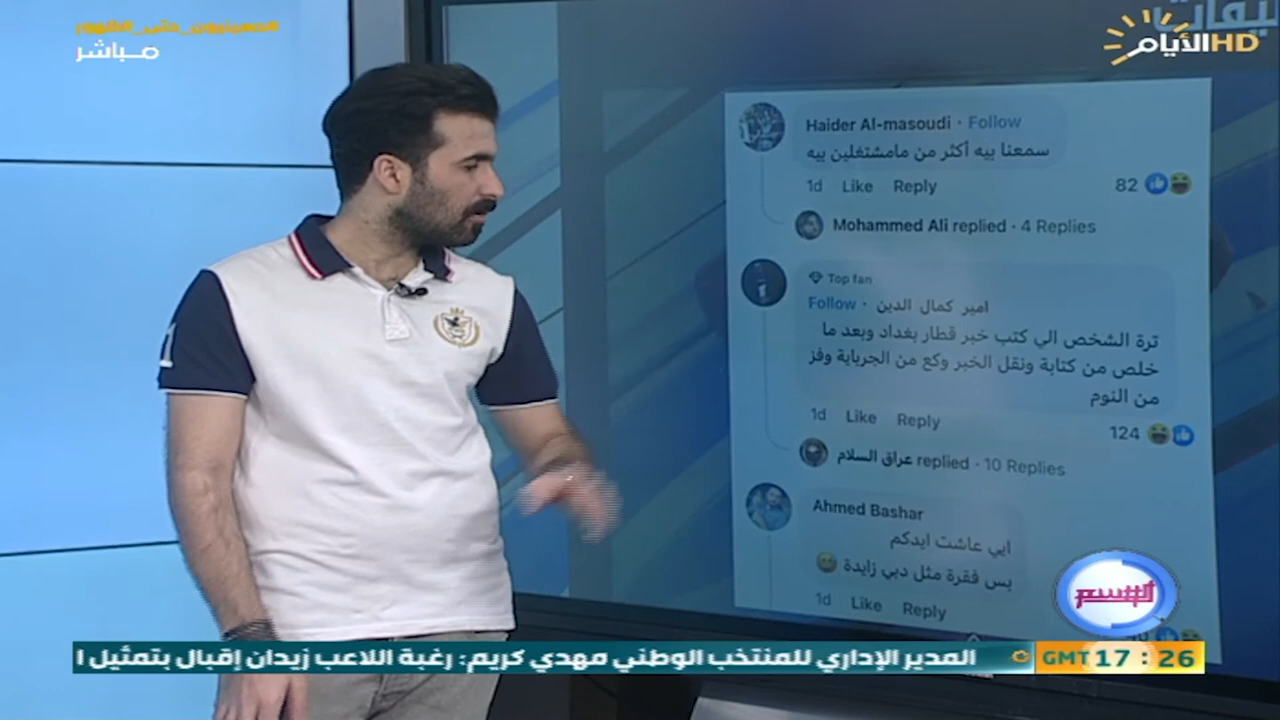 #حسينيون_حتى_الظهور
مباشر
الأيام HD
Haider Al-masoudi · Follow
سمعنا بيه أكثر من مامشتغلين بيه
1d Like Reply 82
Mohammed Ali replied · 4 Replies
Top fan
امير كمال الدين · Follow
ترة الشخص الي كتب خبر قطار بغداد وبعد ما
خلص من كتابة ونقل الخبر وكع من الجرباية وفز
من النوم
1d Like Reply 124
عراق السلام replied · 10 Replies
Ahmed Bashar
ايي عاشت ايدكم
بس فقرة مثل دبي زايدة
1d Like Reply
المدير الإداري للمنتخب الوطني مهدي كريم: رغبة اللاعب زيدان إقبال بتمثيل ا
GMT 17 : 26